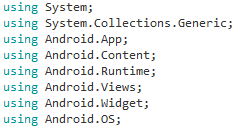 using System;
using System.Collections.Generic;
using Android.App;
using Android.Content;
using Android.Runtime;
using Android.Views;
using Android.Widget;
using Android.OS;